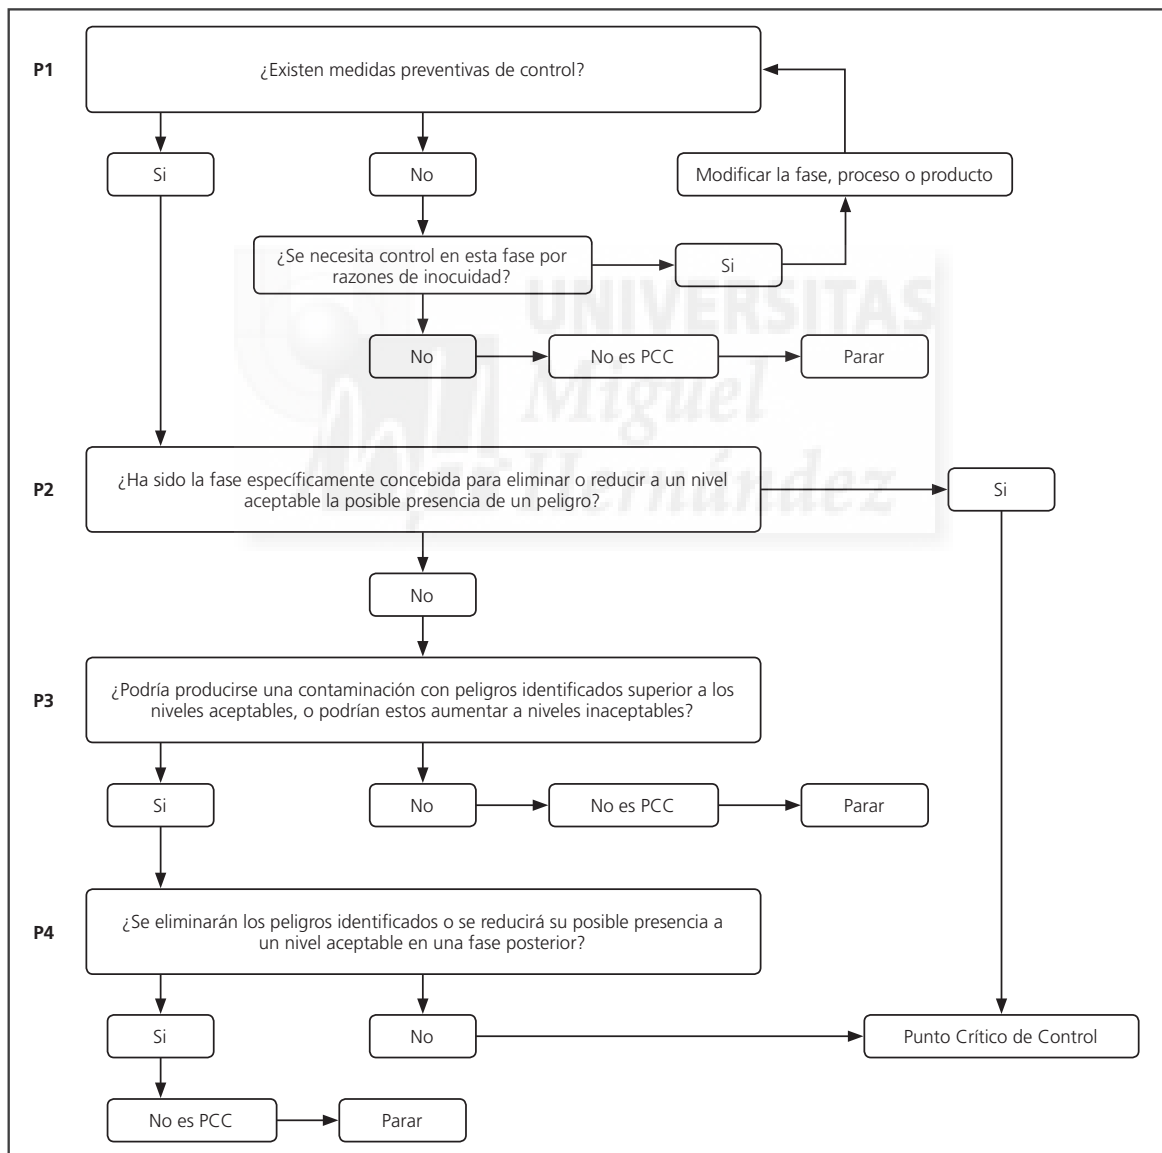 P1
¿Existen medidas preventivas de control?
Si
No
Modificar la fase, proceso o producto
¿Se necesita control en esta fase por
razones de inocuidad?
Si
No
No es PCC
Parar
UNIVERSITAS
Miguel
Hernández
P2
¿Ha sido la fase específicamente concebida para eliminar o reducir a un nivel
aceptable la posible presencia de un peligro?
Si
No
P3
¿Podría producirse una contaminación con peligros identificados superior a los
niveles aceptables, o podrían estos aumentar a niveles inaceptables?
Si
No
No es PCC
Parar
P4
¿Se eliminarán los peligros identificados o se reducirá su posible presencia a
un nivel aceptable en una fase posterior?
Si
No
Punto Crítico de Control
No es PCC
Parar